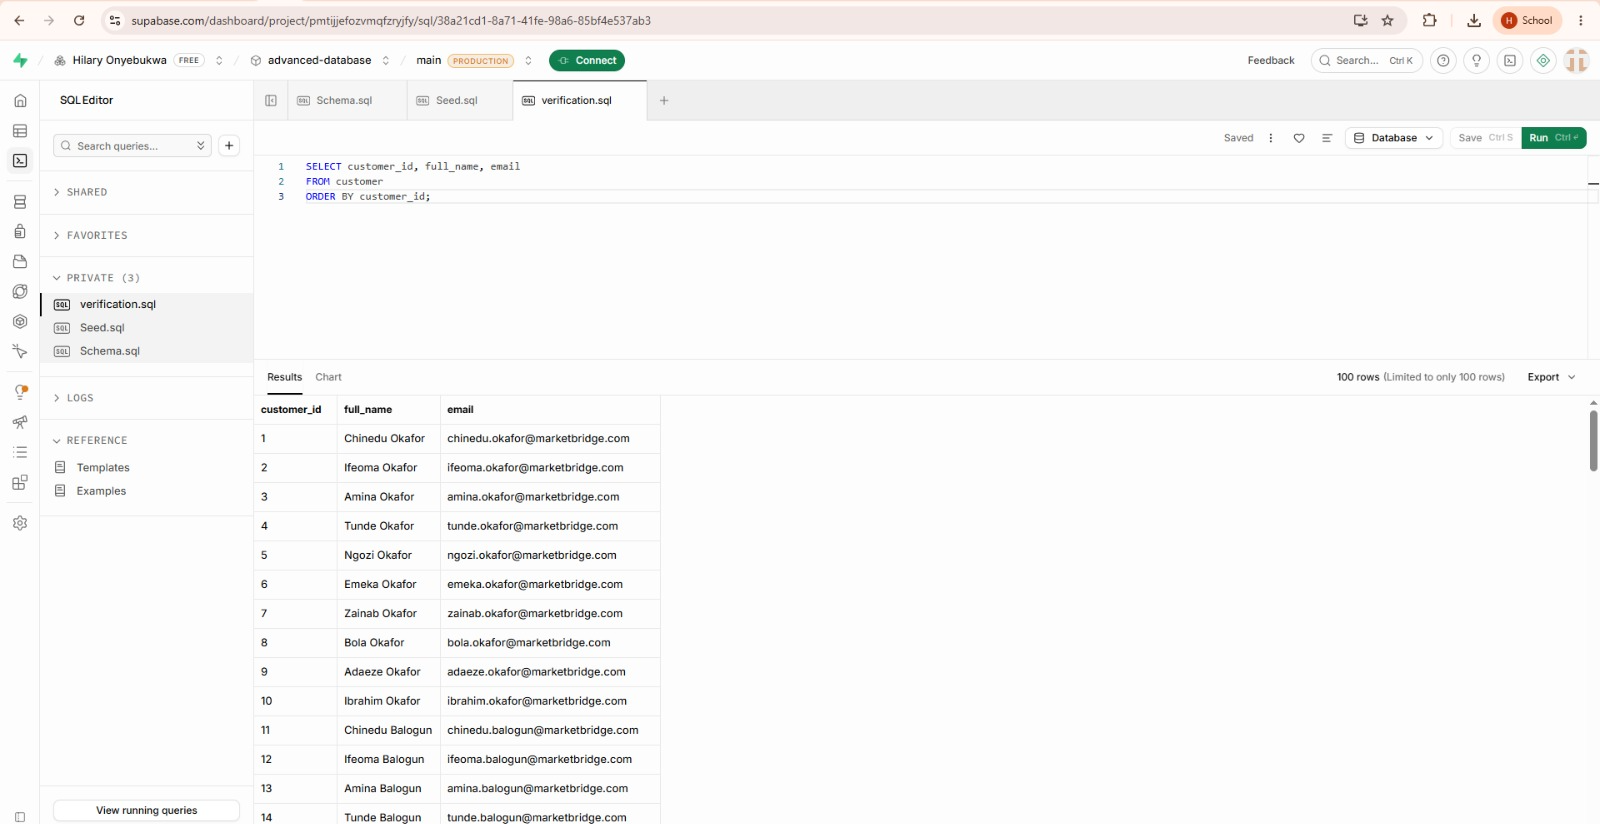 supabase.com/dashboard/project/pmtijjefozvmqfzryjfy/sql/38a21cd1-8a71-41fe-98a6-85bf4e537ab3
H School
Hilary Onyebukwa FREE / advanced-database / main PRODUCTION Connect
Feedback Search... Ctrl K
SQL Editor
Schema.sql Seed.sql verification.sql
Search queries...
Saved Database Save Ctrl S Run Ctrl ↵
1 SELECT customer_id, full_name, email
2 FROM customer
3 ORDER BY customer_id;
SHARED
FAVORITES
PRIVATE (3)
SQL verification.sql
SQL Seed.sql
SQL Schema.sql
LOGS
REFERENCE
Templates
Examples
View running queries
Results Chart 100 rows (Limited to only 100 rows) Export
customer_id full_name email
1 Chinedu Okafor chinedu.okafor@marketbridge.com
2 Ifeoma Okafor ifeoma.okafor@marketbridge.com
3 Amina Okafor amina.okafor@marketbridge.com
4 Tunde Okafor tunde.okafor@marketbridge.com
5 Ngozi Okafor ngozi.okafor@marketbridge.com
6 Emeka Okafor emeka.okafor@marketbridge.com
7 Zainab Okafor zainab.okafor@marketbridge.com
8 Bola Okafor bola.okafor@marketbridge.com
9 Adaeze Okafor adaeze.okafor@marketbridge.com
10 Ibrahim Okafor ibrahim.okafor@marketbridge.com
11 Chinedu Balogun chinedu.balogun@marketbridge.com
12 Ifeoma Balogun ifeoma.balogun@marketbridge.com
13 Amina Balogun amina.balogun@marketbridge.com
14 Tunde Balogun tunde.balogun@marketbridge.com